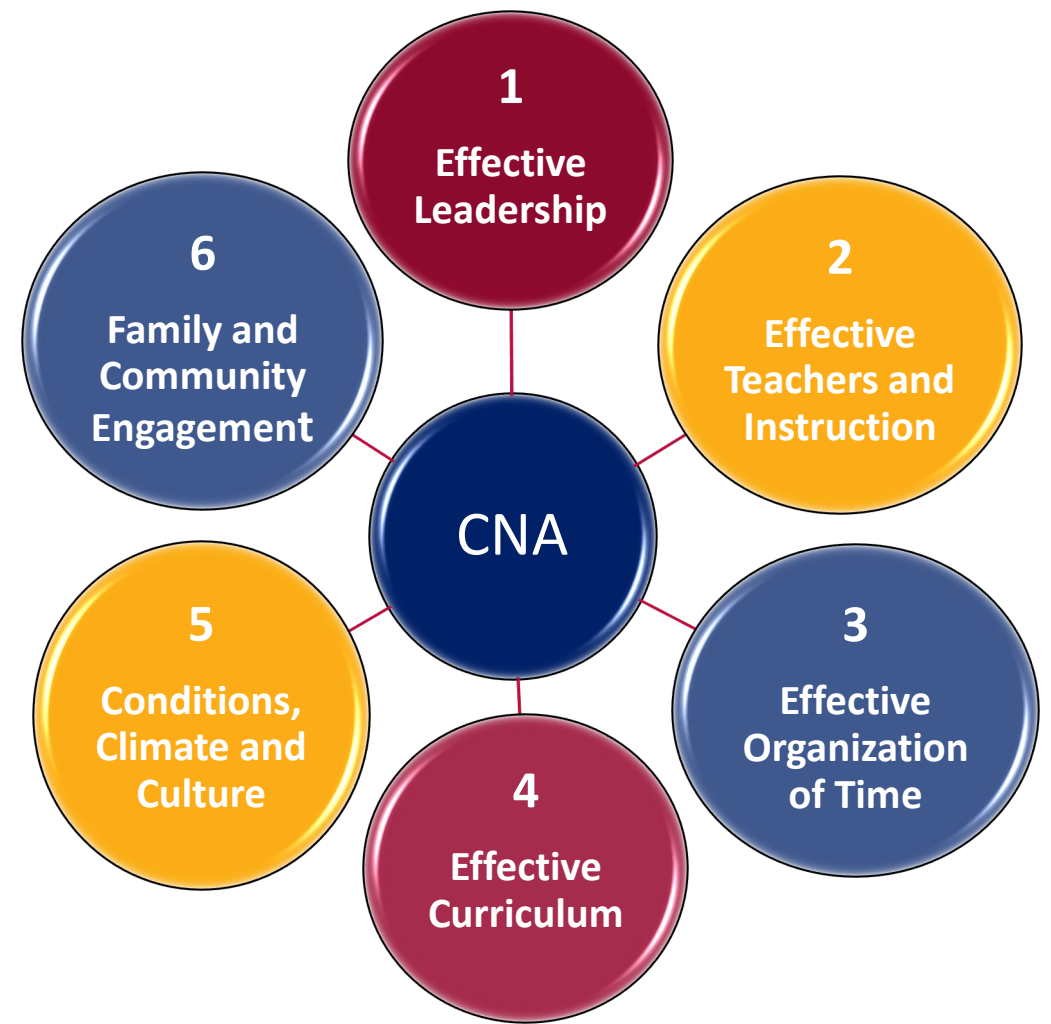 1
Effective
Leadership
2
Effective
Teachers and
Instruction
3
Effective
Organization
of Time
4
Effective
Curriculum
5
Conditions,
Climate and
Culture
6
Family and
Community
Engagement
CNA